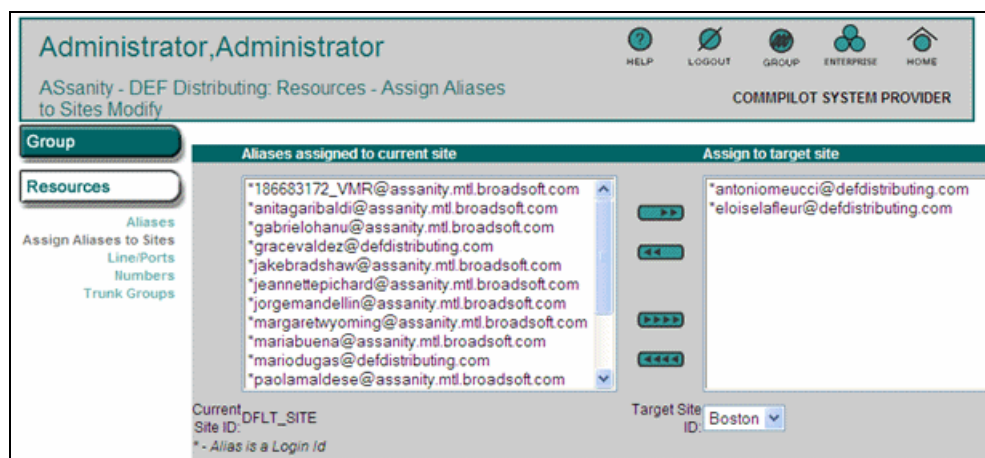 Administrator,Administrator
HELP
LOGOUT
GROUP
ENTERPRISE
HOME
ASsanity - DEF Distributing: Resources - Assign Aliases
to Sites Modify
COMMPILOT SYSTEM PROVIDER
Group
Resources
Aliases
Assign Aliases to Sites
Line/Ports
Numbers
Trunk Groups
Aliases assigned to current site
*186683172_VMR@assanity.mtl.broadsoft.com
*anitagaribaldi@assanity.mtl.broadsoft.com
*gabrielohanu@assanity.mtl.broadsoft.com
*gracevaldez@defdistributing.com
*jakebradshaw@assanity.mtl.broadsoft.com
*jeannettepichard@assanity.mtl.broadsoft.com
*jorgemandellin@assanity.mtl.broadsoft.com
*margaretwyoming@assanity.mtl.broadsoft.com
*mariabuena@assanity.mtl.broadsoft.com
*mariodugas@defdistributing.com
*paolamaldese@assanity.mtl.broadsoft.com
Assign to target site
*antoniomeucci@defdistributing.com
*eloiselafleur@defdistributing.com
Current
Site ID: DFLT_SITE
Target Site
ID: Boston
* - Alias is a Login Id